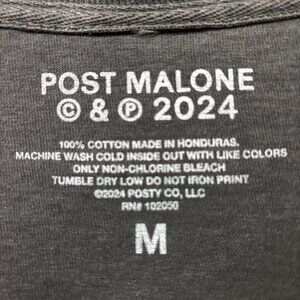 POST MALONE
© & ℗ 2024
100% COTTON MADE IN HONDURAS.
MACHINE WASH COLD INSIDE OUT WITH LIKE COLORS
ONLY NON-CHLORINE BLEACH
TUMBLE DRY LOW DO NOT IRON PRINT
©2024 POSTY CO, LLC
RN# 102050
M